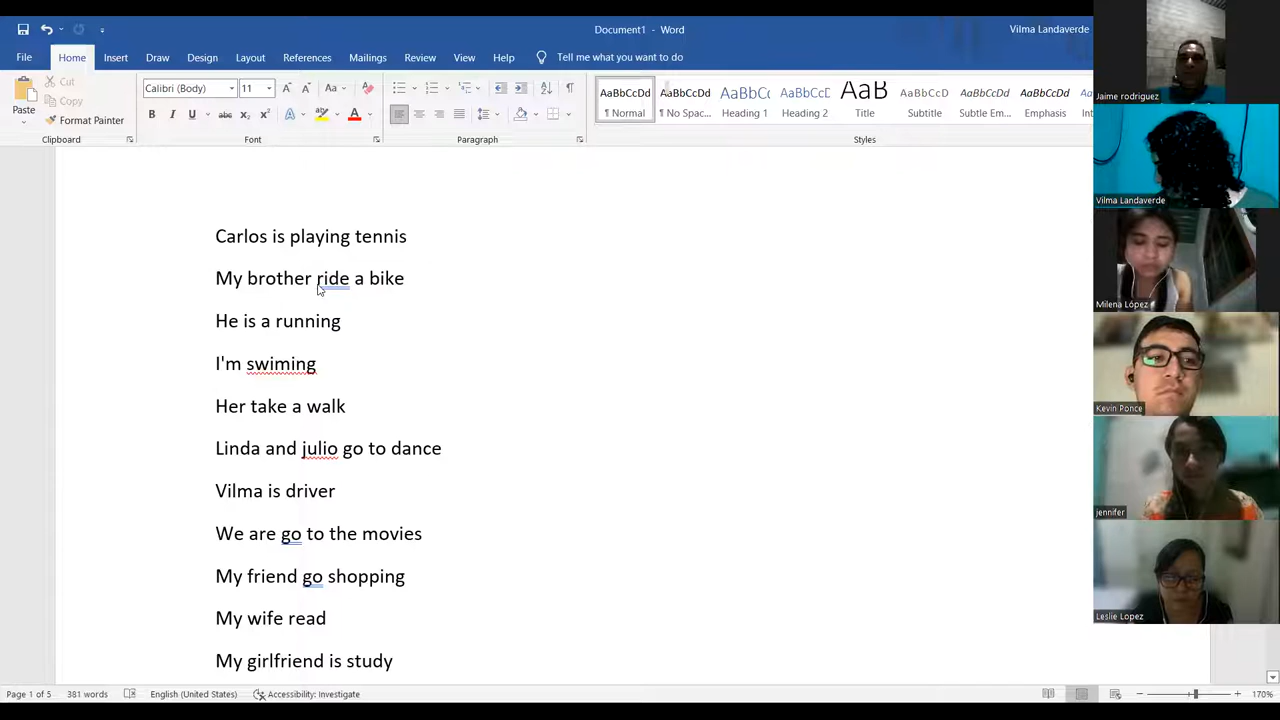 Document1 - Word
Vilma Landaverde
File Home Insert Draw Design Layout References Mailings Review View Help Tell me what you want to do
Cut
Copy
Paste
Format Painter
Clipboard
Calibri (Body) 11
Font
Paragraph
AaBbCcDd AaBbCcDd AaBbCc AaBbCcD AaB AaBbCcD AaBbCcDd AaBbCcDd
¶ Normal ¶ No Spac... Heading 1 Heading 2 Title Subtitle Subtle Em... Emphasis
Styles
Carlos is playing tennis
My brother ride a bike
He is a running
I'm swiming
Her take a walk
Linda and julio go to dance
Vilma is driver
We are go to the movies
My friend go shopping
My wife read
My girlfriend is study
Page 1 of 5 381 words English (United States) Accessibility: Investigate 170%
Jaime rodriguez
Vilma Landaverde
Milena López
Kevin Ponce
jennifer
Leslie Lopez